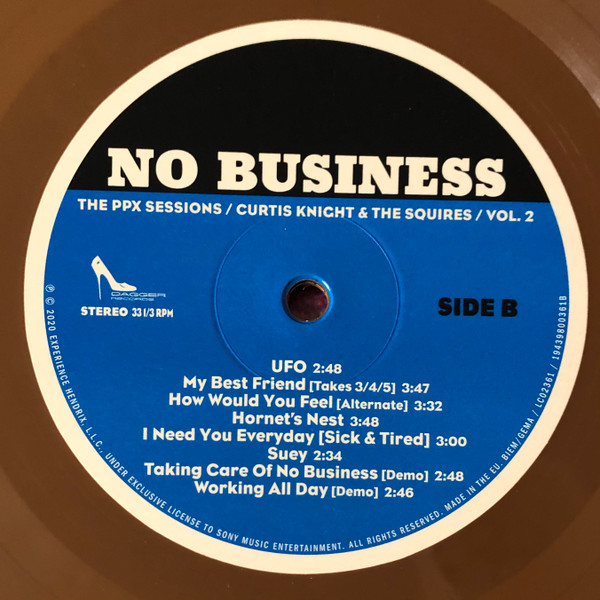 NO BUSINESS
THE PPX SESSIONS / CURTIS KNIGHT & THE SQUIRES / VOL. 2
DAGGER
RECORDS
STEREO 33 1/3 RPM
SIDE B
UFO 2:48
My Best Friend [Takes 3/4/5] 3:47
How Would You Feel [Alternate] 3:32
Hornet's Nest 3:48
I Need You Everyday [Sick & Tired] 3:00
Suey 2:34
Taking Care Of No Business [Demo] 2:48
Working All Day [Demo] 2:46
℗ © 2020 EXPERIENCE HENDRIX, L.L.C., UNDER EXCLUSIVE LICENSE TO SONY MUSIC ENTERTAINMENT. ALL RIGHTS RESERVED. MADE IN THE EU. BIEM/GEMA / LC02361 / 19439800361B